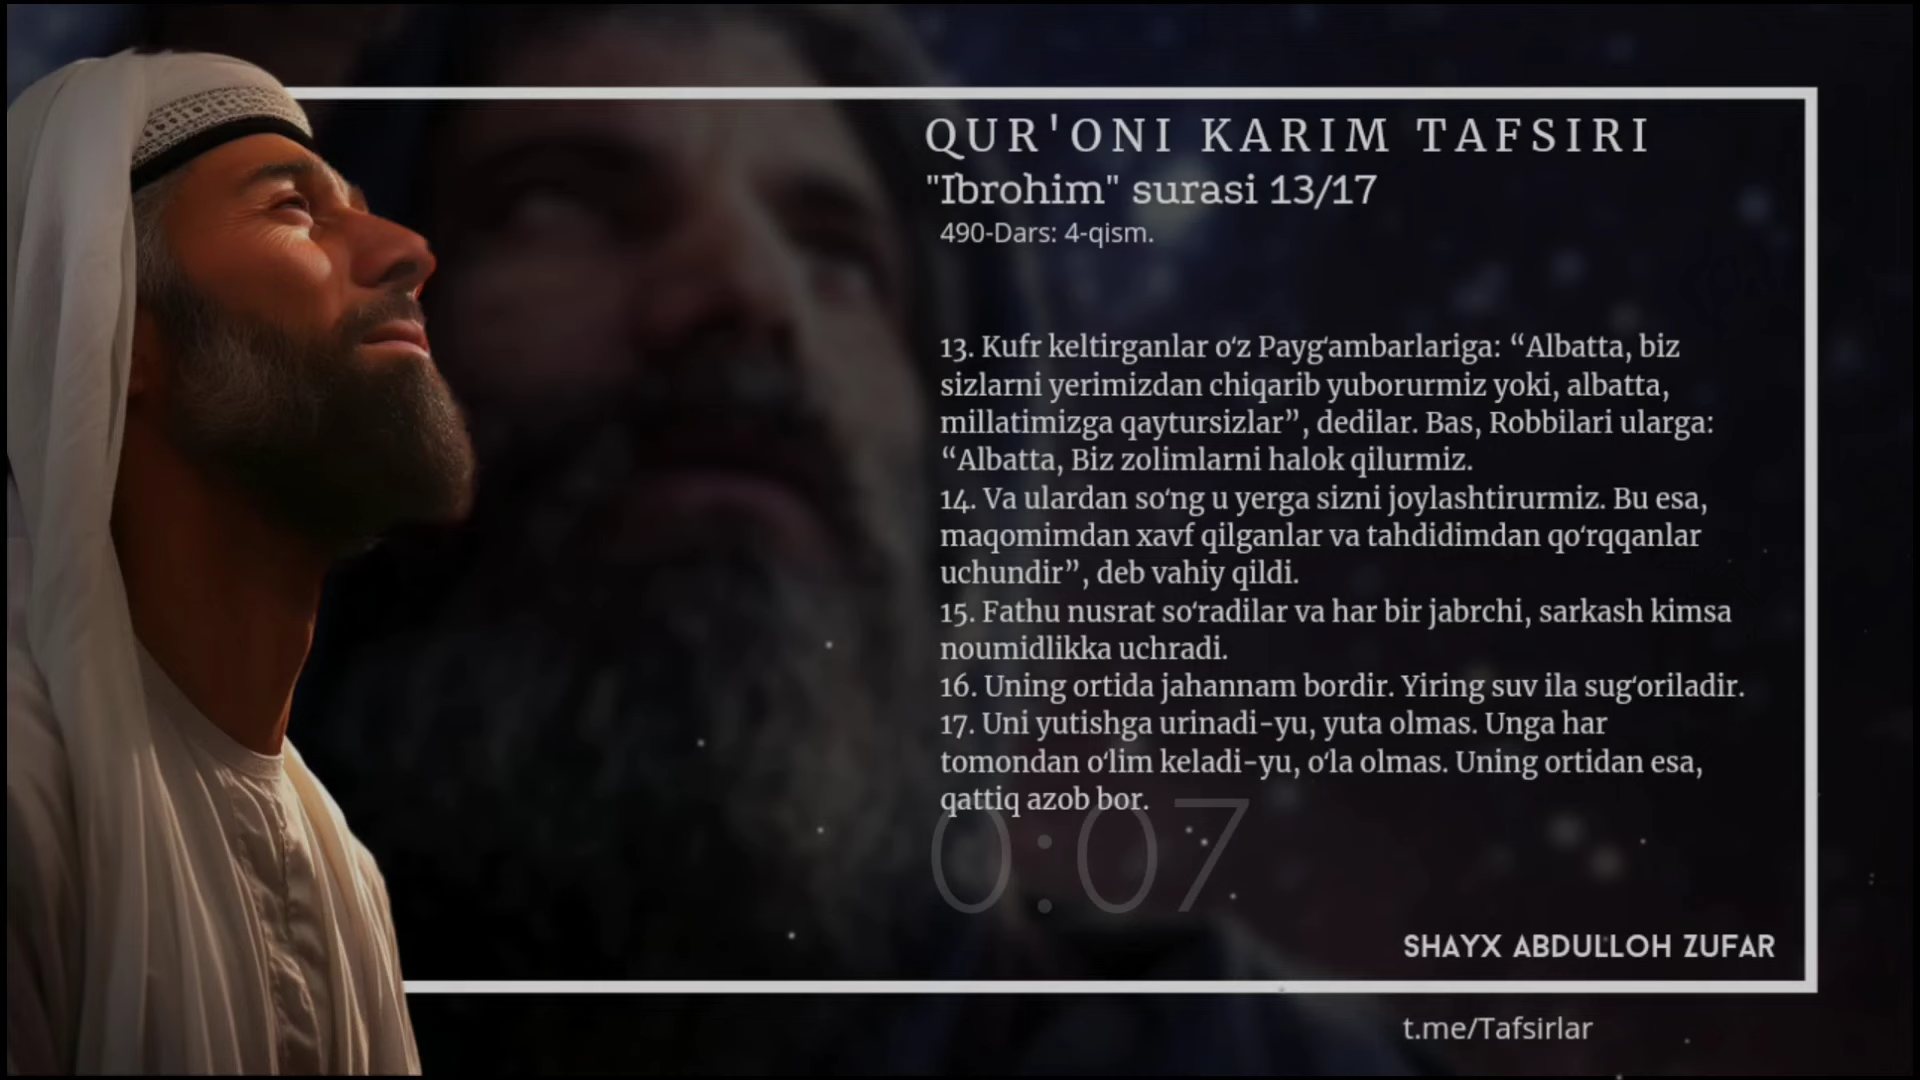 QUR'ONI KARIM TAFSIRI
"Ibrohim" surasi 13/17
490-Dars: 4-qism.
13. Kufr keltirganlar o‘z Payg‘ambarlariga: “Albatta, biz
sizlarni yerimizdan chiqarib yuborurmiz yoki, albatta,
millatimizga qaytursizlar”, dedilar. Bas, Robbilari ularga:
“Albatta, Biz zolimlarni halok qilurmiz.
14. Va ulardan so‘ng u yerga sizni joylashtirurmiz. Bu esa,
maqomimdan xavf qilganlar va tahdidimdan qo‘rqqanlar
uchundir”, deb vahiy qildi.
15. Fathu nusrat so‘radilar va har bir jabrchi, sarkash kimsa
noumidlikka uchradi.
16. Uning ortida jahannam bordir. Yiring suv ila sug‘oriladir.
17. Uni yutishga urinadi-yu, yuta olmas. Unga har
tomondan o‘lim keladi-yu, o‘la olmas. Uning ortidan esa,
qattiq azob bor.
0:07
SHAYX ABDULLOH ZUFAR
t.me/Tafsirlar